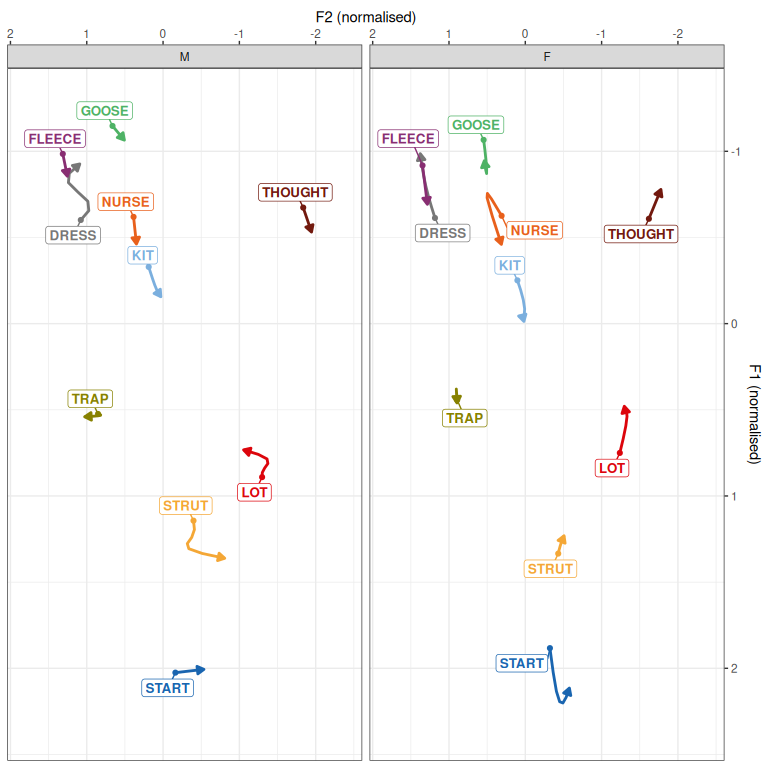 F2 (normalised)
2 1 0 -1 -2 2 1 0 -1 -2
M F
GOOSE
FLEECE
NURSE
THOUGHT
DRESS
KIT
TRAP
LOT
STRUT
START
GOOSE
FLEECE
DRESS
NURSE
THOUGHT
KIT
TRAP
LOT
STRUT
START
-1
0
1
2
F1 (normalised)